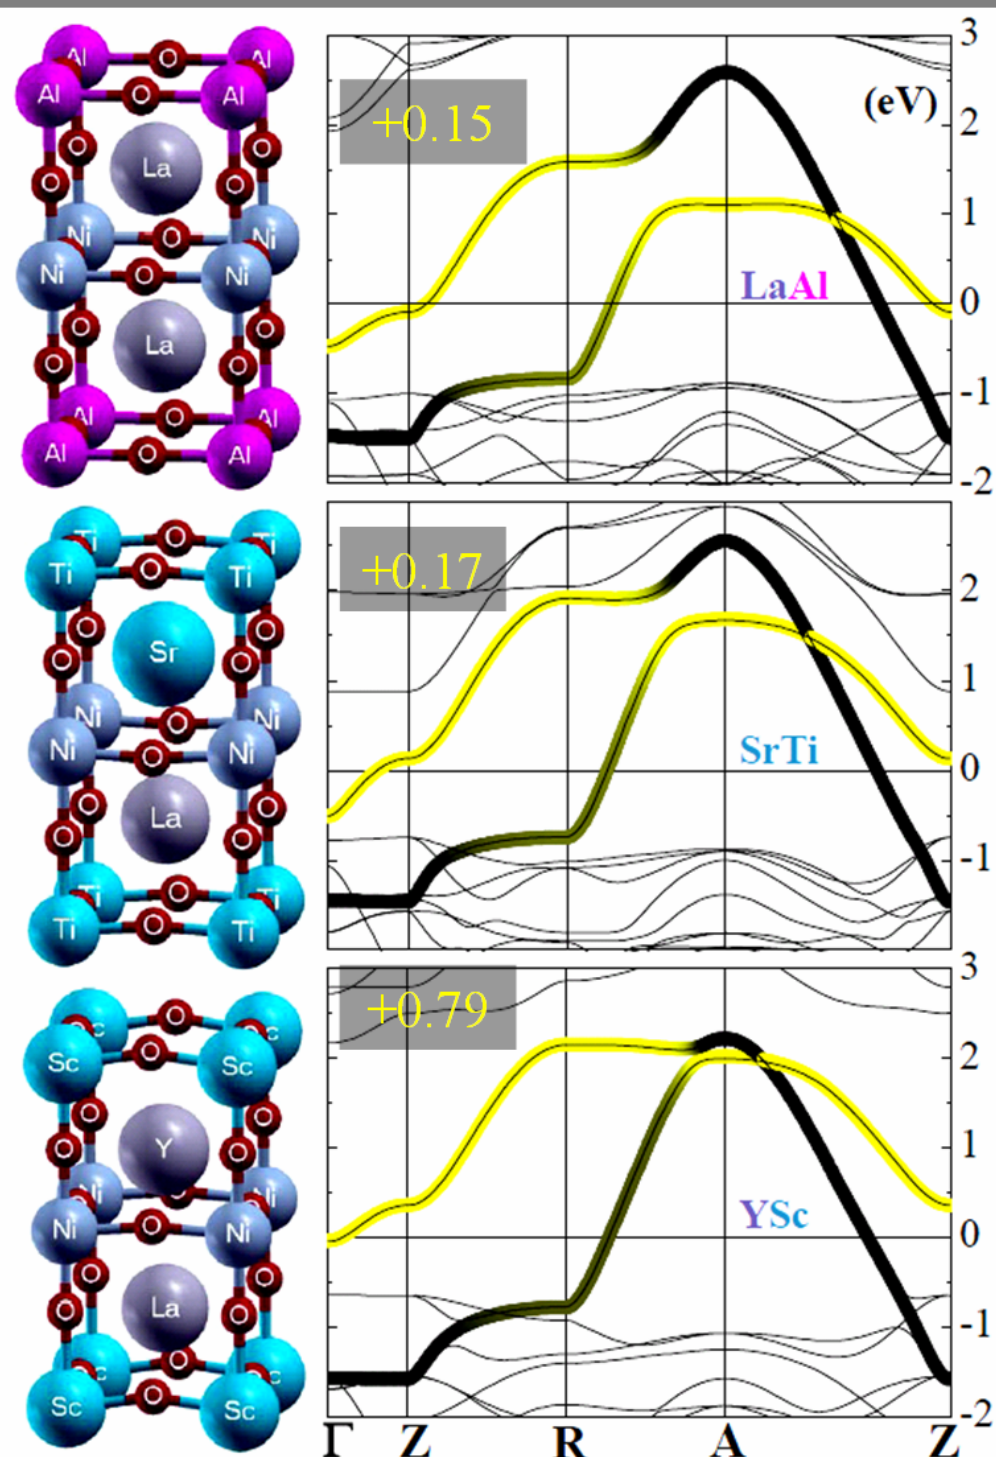 Al O Al
Al O Al
O La O
O O
Ni O Ni
Ni O Ni
O La O
O O
Al O Al
Al O Al
+0.15
(eV)
LaAl
3
2
1
0
-1
-2
Ti O Ti
Ti O Ti
O O
O Sr O
Ni O Ni
Ni O Ni
O La O
O O
Ti O Ti
Ti O Ti
+0.17
SrTi
2
1
0
-1
O
Sc O Sc
O O
O Y O
Ni Ni
Ni O Ni
O O
O La O
O
Sc O Sc
+0.79
YSc
3
2
1
0
-1
-2
Γ Z R A Z